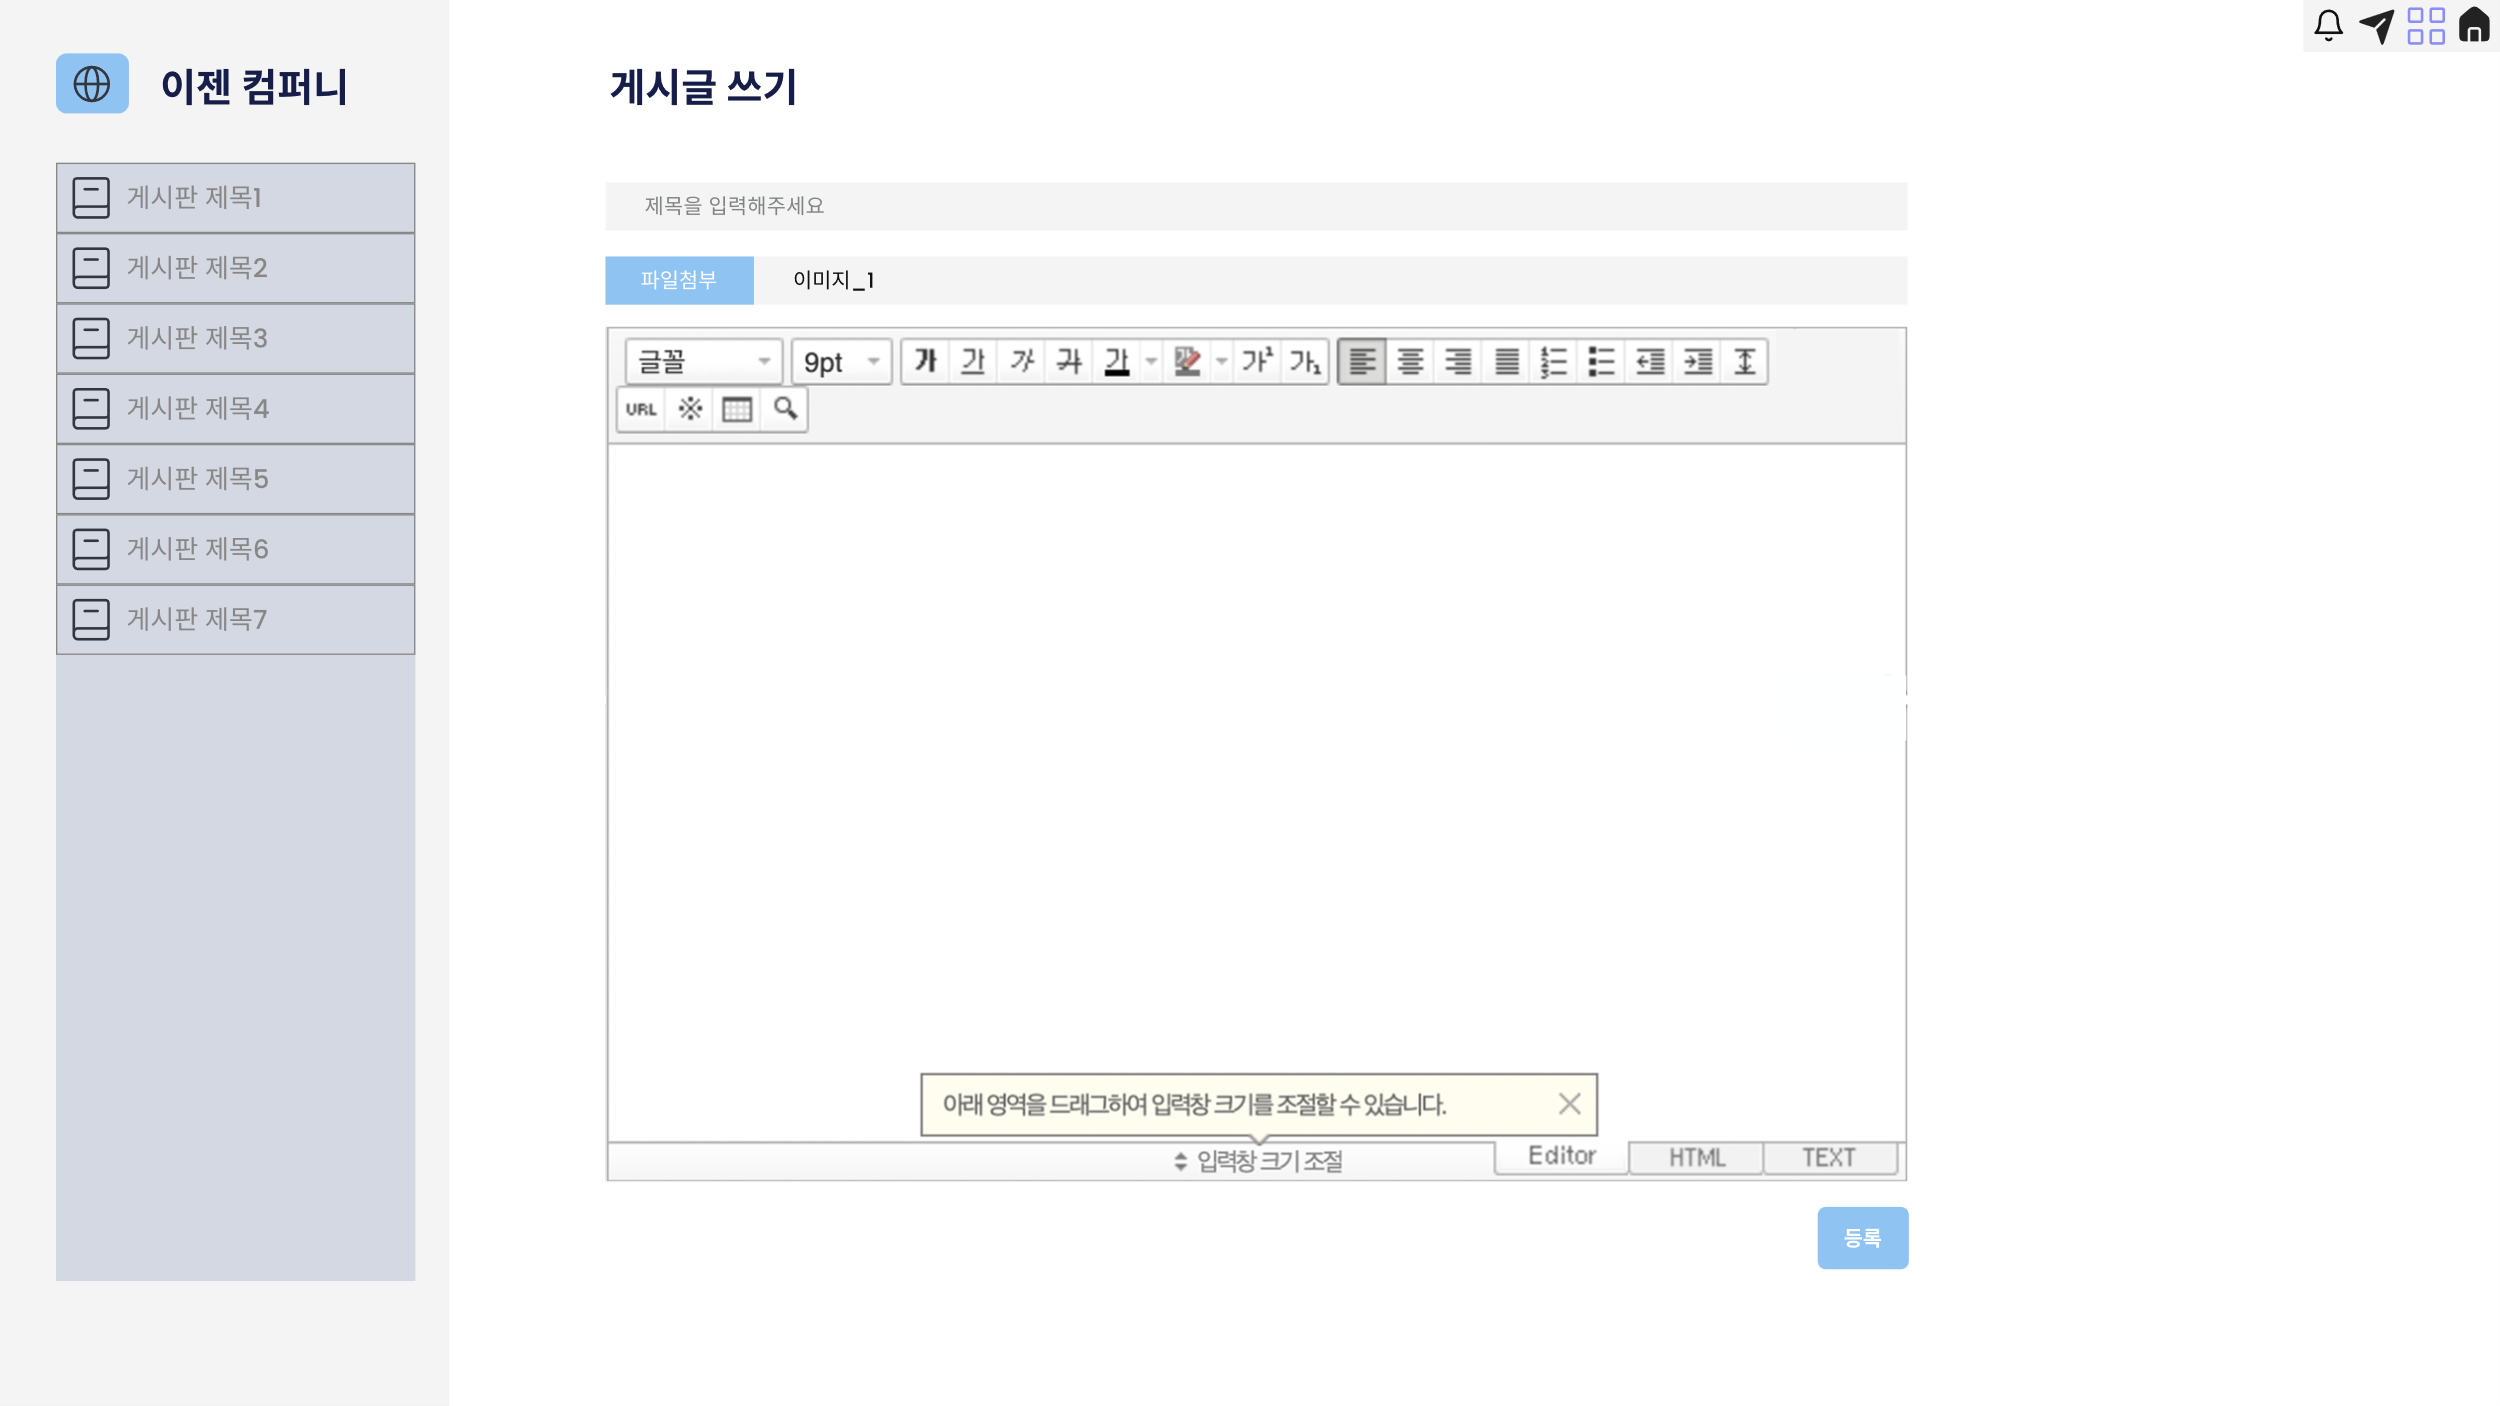 이젠 컴퍼니
게시판 제목1
게시판 제목2
게시판 제목3
게시판 제목4
게시판 제목5
게시판 제목6
게시판 제목7
게시글 쓰기
제목을 입력해주세요
파일첨부 이미지_1
글꼴 9pt 가 가 가 가 가 가 가¹ 가₁
URL ※
아래 영역을 드래그하여 입력창 크기를 조절할 수 있습니다.
입력창 크기 조절 Editor HTML TEXT
등록